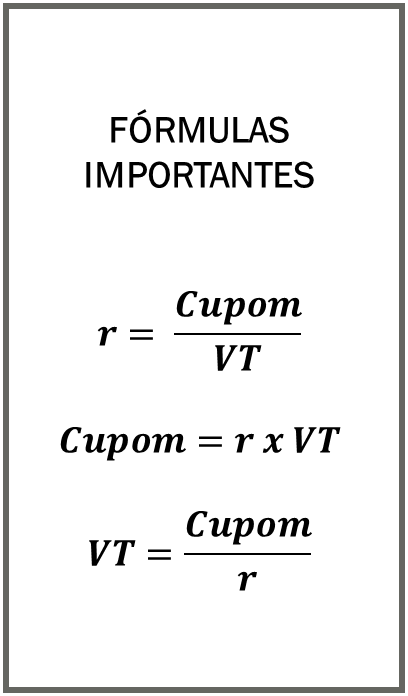 FÓRMULAS
IMPORTANTES
r = Cupom / VT
Cupom = r x VT
VT = Cupom / r